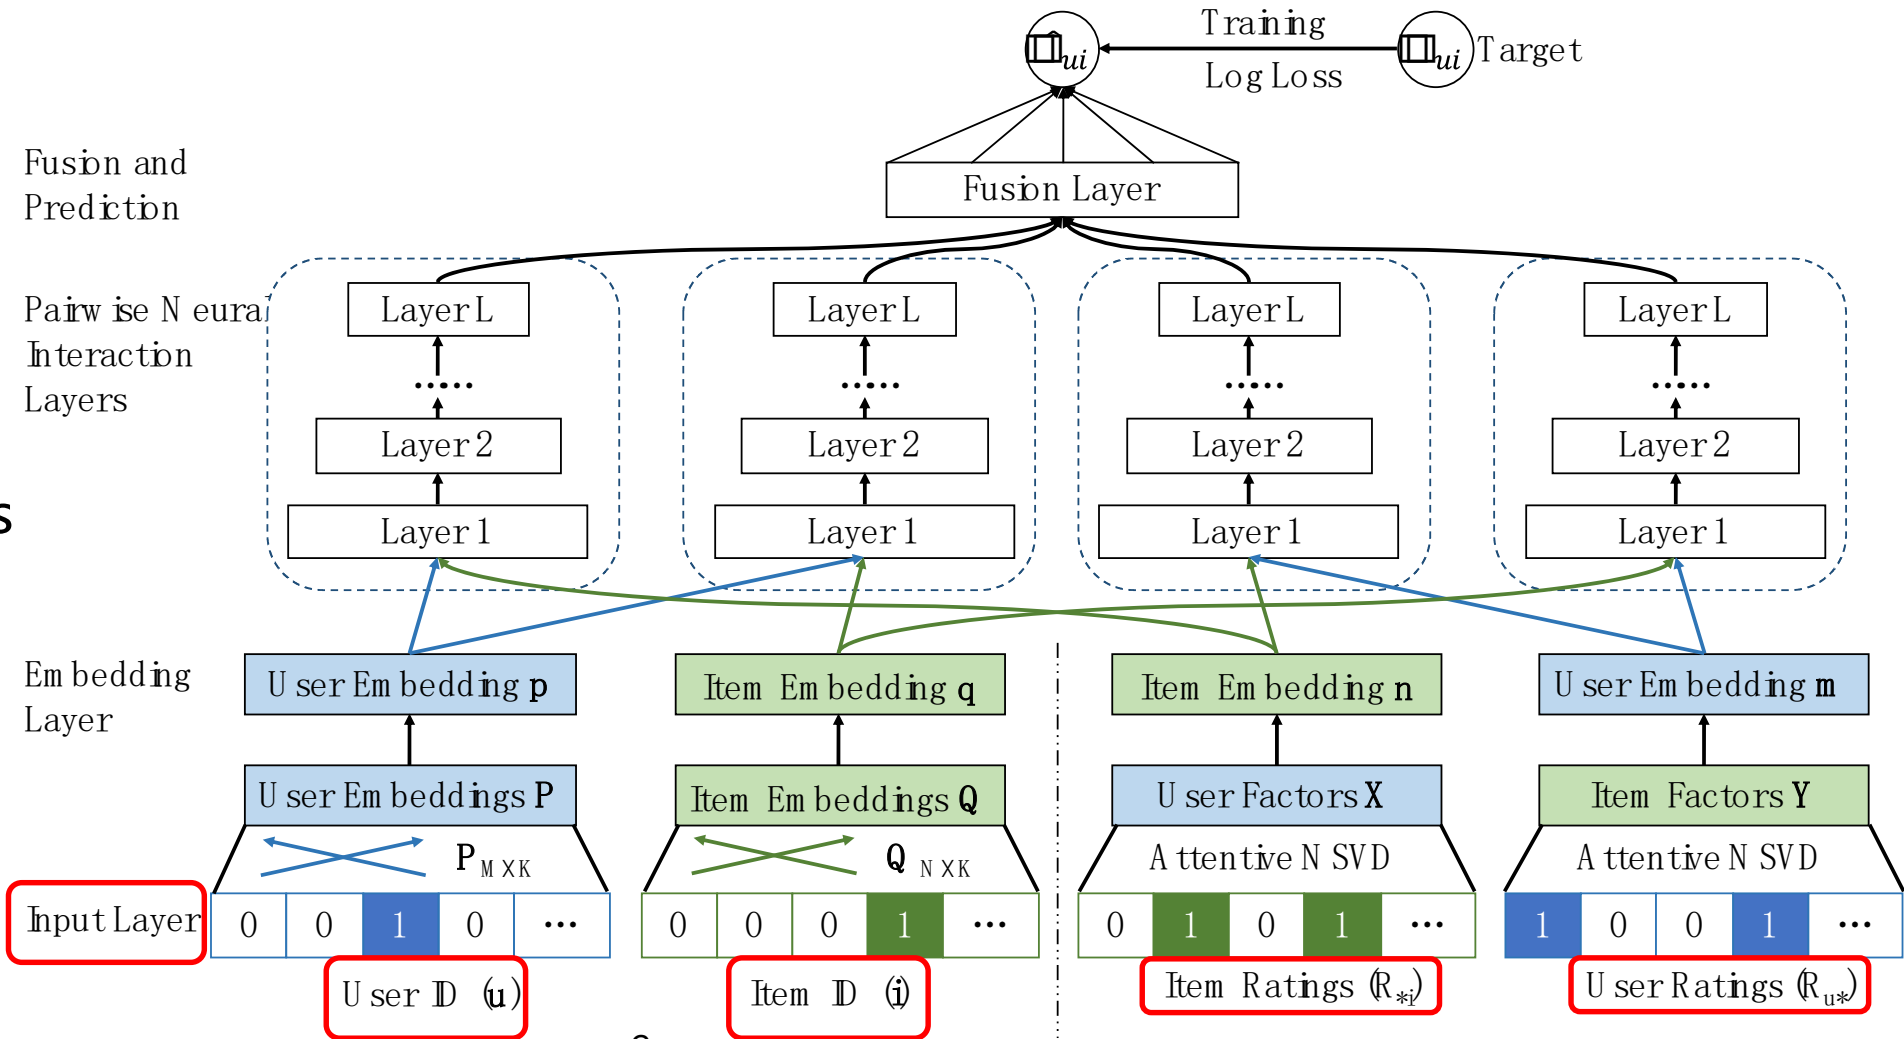 Training
Log Loss
ui
ui
Target
Fusion and
Prediction
Fusion Layer
Pairwise Neural
Interaction
Layers
Layer L
Layer L
Layer L
Layer L
……
……
……
……
Layer 2
Layer 2
Layer 2
Layer 2
s
Layer 1
Layer 1
Layer 1
Layer 1
Embedding
Layer
User Embedding p
Item Embedding q
Item Embedding n
User Embedding m
User Embeddings P
Item Embeddings Q
User Factors X
Item Factors Y
P M×K
Q N×K
Attentive NSVD
Attentive NSVD
Input Layer
0 0 1 0 …
0 0 0 1 …
0 1 0 1 …
1 0 0 1 …
User ID (u)
Item ID (i)
Item Ratings (R*i)
User Ratings (Ru*)